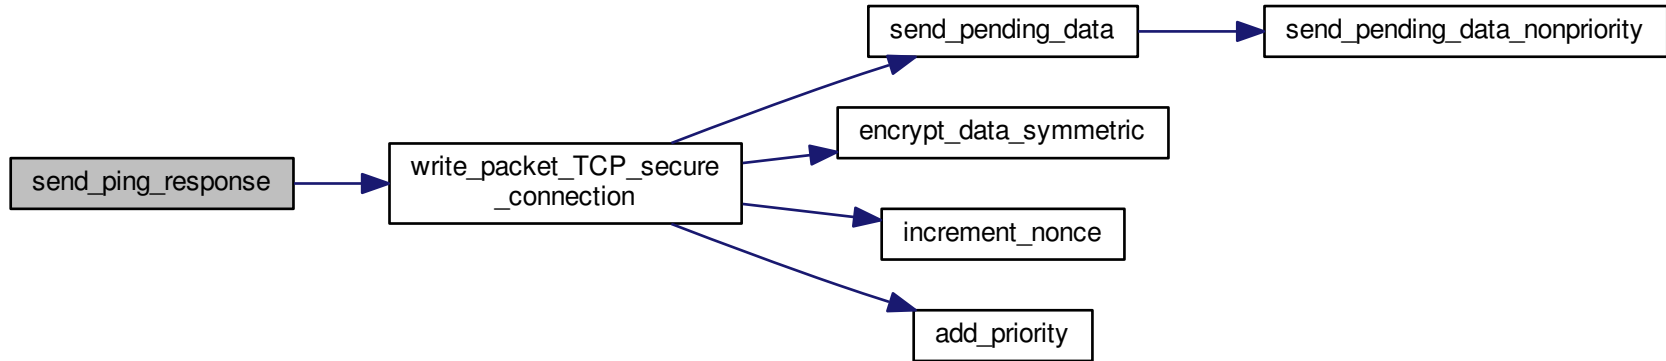 send_pending_data
send_pending_data_nonpriority
encrypt_data_symmetric
write_packet_TCP_secure
_connection
send_ping_response
increment_nonce
add_priority